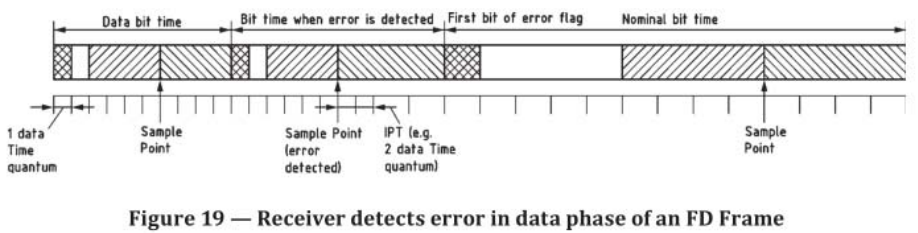 Data bit time
Bit time when error is detected
First bit of error flag
Nominal bit time
1 data
Time
quantum
Sample
Point
Sample Point
(error
detected)
IPT (e.g.
2 data Time
quantum)
Sample
Point
Figure 19 — Receiver detects error in data phase of an FD Frame